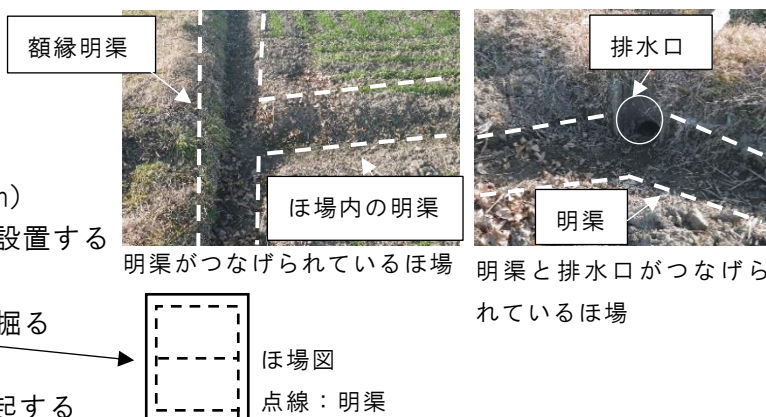 額縁明渠
排水口
ほ場内の明渠
明渠
m）
設置する
掘る
起する
明渠がつなげられているほ場
明渠と排水口がつなげら
れているほ場
ほ場図
点線：明渠